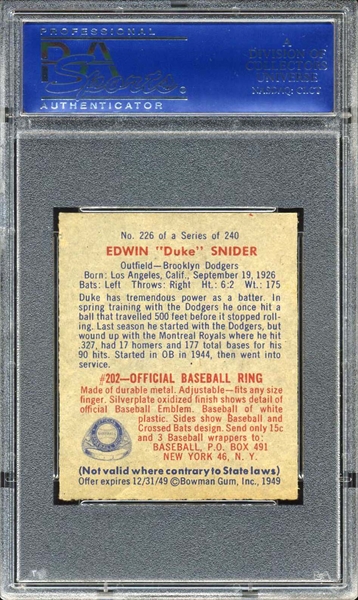 PROFESSIONAL
PSA
Sports
AUTHENTICATOR
A
DIVISION OF
COLLECTORS
UNIVERSE
NASDAQ: CLCT
No. 226 of a Series of 240
EDWIN "Duke" SNIDER
Outfield—Brooklyn Dodgers
Born: Los Angeles, Calif., September 19, 1926
Bats: Left Throws: Right Ht.: 6:2 Wt.: 175
Duke has tremendous power as a batter. In
spring training with the Dodgers he once hit a
ball that travelled 500 feet before it stopped roll-
ing. Last season he started with the Dodgers, but
wound up with the Montreal Royals where he hit
.327, had 17 homers and 177 total bases for his
90 hits. Started in OB in 1944, then went into
service.
#202—OFFICIAL BASEBALL RING
Made of durable metal. Adjustable—fits any size
finger. Silverplate oxidized finish shows detail of
official Baseball Emblem. Baseball of white
plastic. Sides show Baseball and
Crossed Bats design. Send only 15c
and 3 Baseball wrappers to:
BASEBALL, P.O. BOX 491
NEW YORK 46, N. Y.
(Not valid where contrary to State laws)
Offer expires 12/31/49 ©Bowman Gum, Inc., 1949